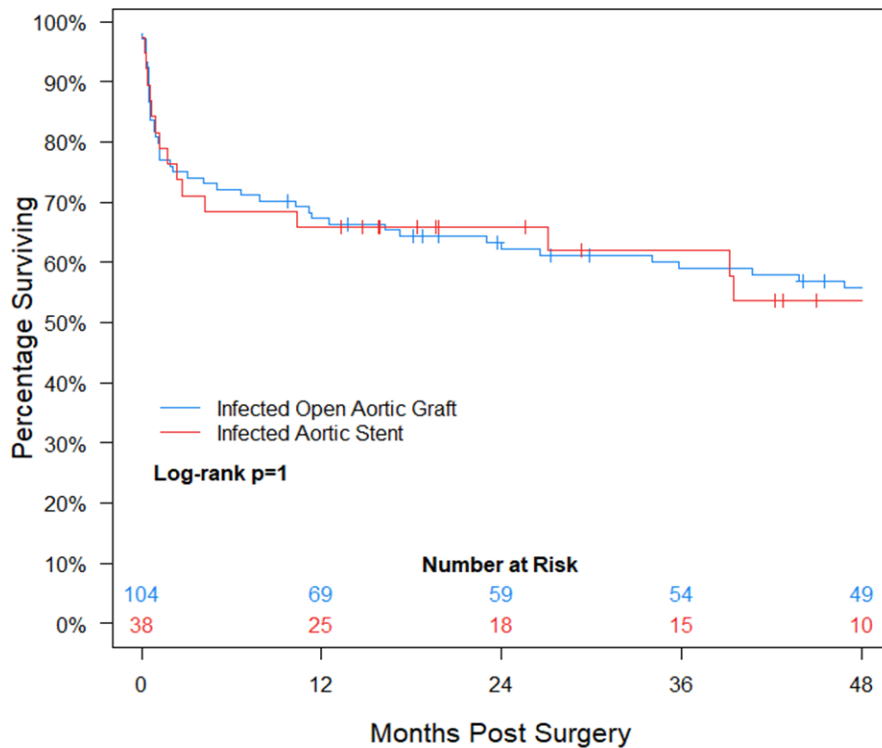 100%
90%
80%
70%
60%
50%
40%
30%
20%
10%
0%
Percentage Surviving
Infected Open Aortic Graft
Infected Aortic Stent
Log-rank p=1
Number at Risk
104 69 59 54 49
38 25 18 15 10
0 12 24 36 48
Months Post Surgery